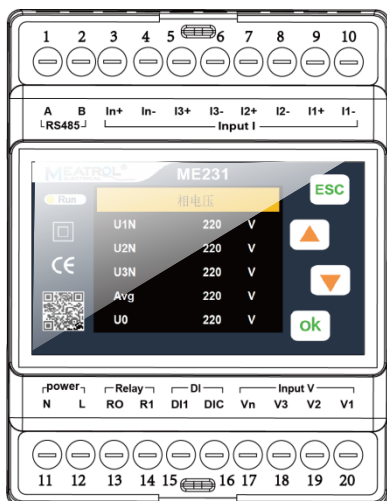 1 2 3 4 5 6 7 8 9 10
A B In+ In- I3+ I3- I2+ I2- I1+ I1-
RS485 Input I
MEATROL® ME231
Run
相电压
ESC
U1N 220 V
U2N 220 V
U3N 220 V
Avg 220 V
U0 220 V
CE
ok
power Relay DI Input V
N L RO R1 DI1 DIC Vn V3 V2 V1
11 12 13 14 15 16 17 18 19 20